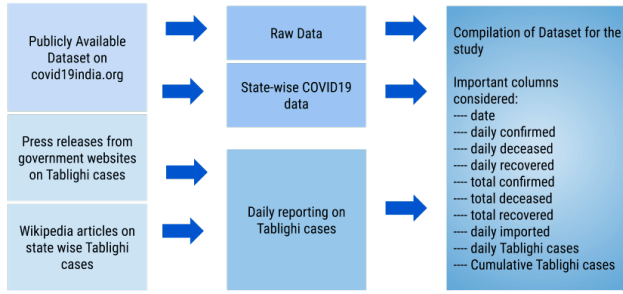 Publicly Available
Dataset on
covid19india.org
Raw Data
State-wise COVID19
data
Press releases from
government websites
on Tablighi cases
Wikipedia articles on
state wise Tablighi
cases
Daily reporting on
Tablighi cases
Compilation of Dataset for the
study
Important columns
considered:
---- date
---- daily confirmed
---- daily deceased
---- daily recovered
---- total confirmed
---- total deceased
---- total recovered
---- daily imported
---- daily Tablighi cases
---- Cumulative Tablighi cases